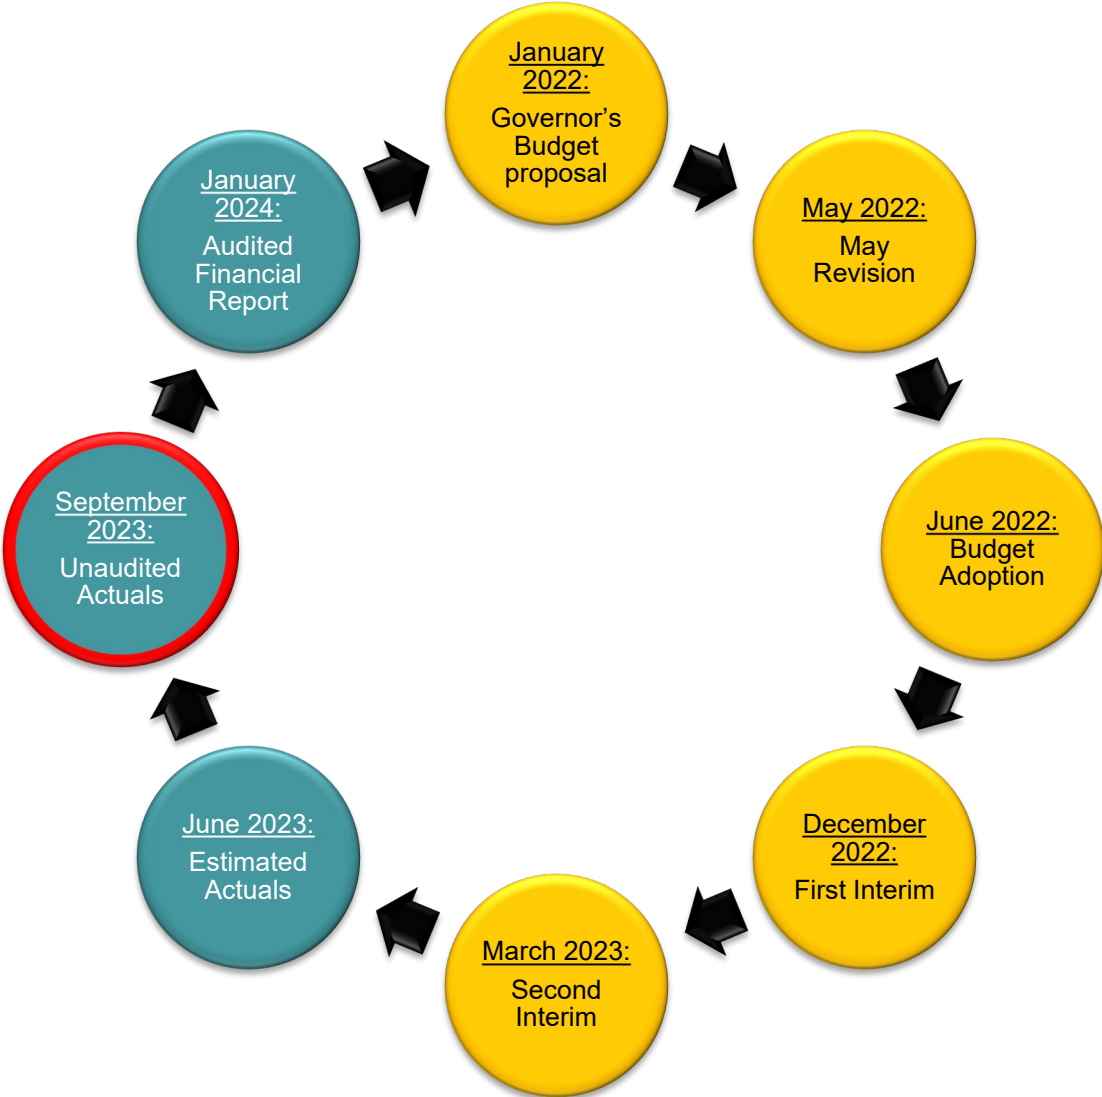 January
2022:
Governor’s
Budget
proposal
May 2022:
May
Revision
June 2022:
Budget
Adoption
December
2022:
First Interim
March 2023:
Second
Interim
June 2023:
Estimated
Actuals
September
2023:
Unaudited
Actuals
January
2024:
Audited
Financial
Report